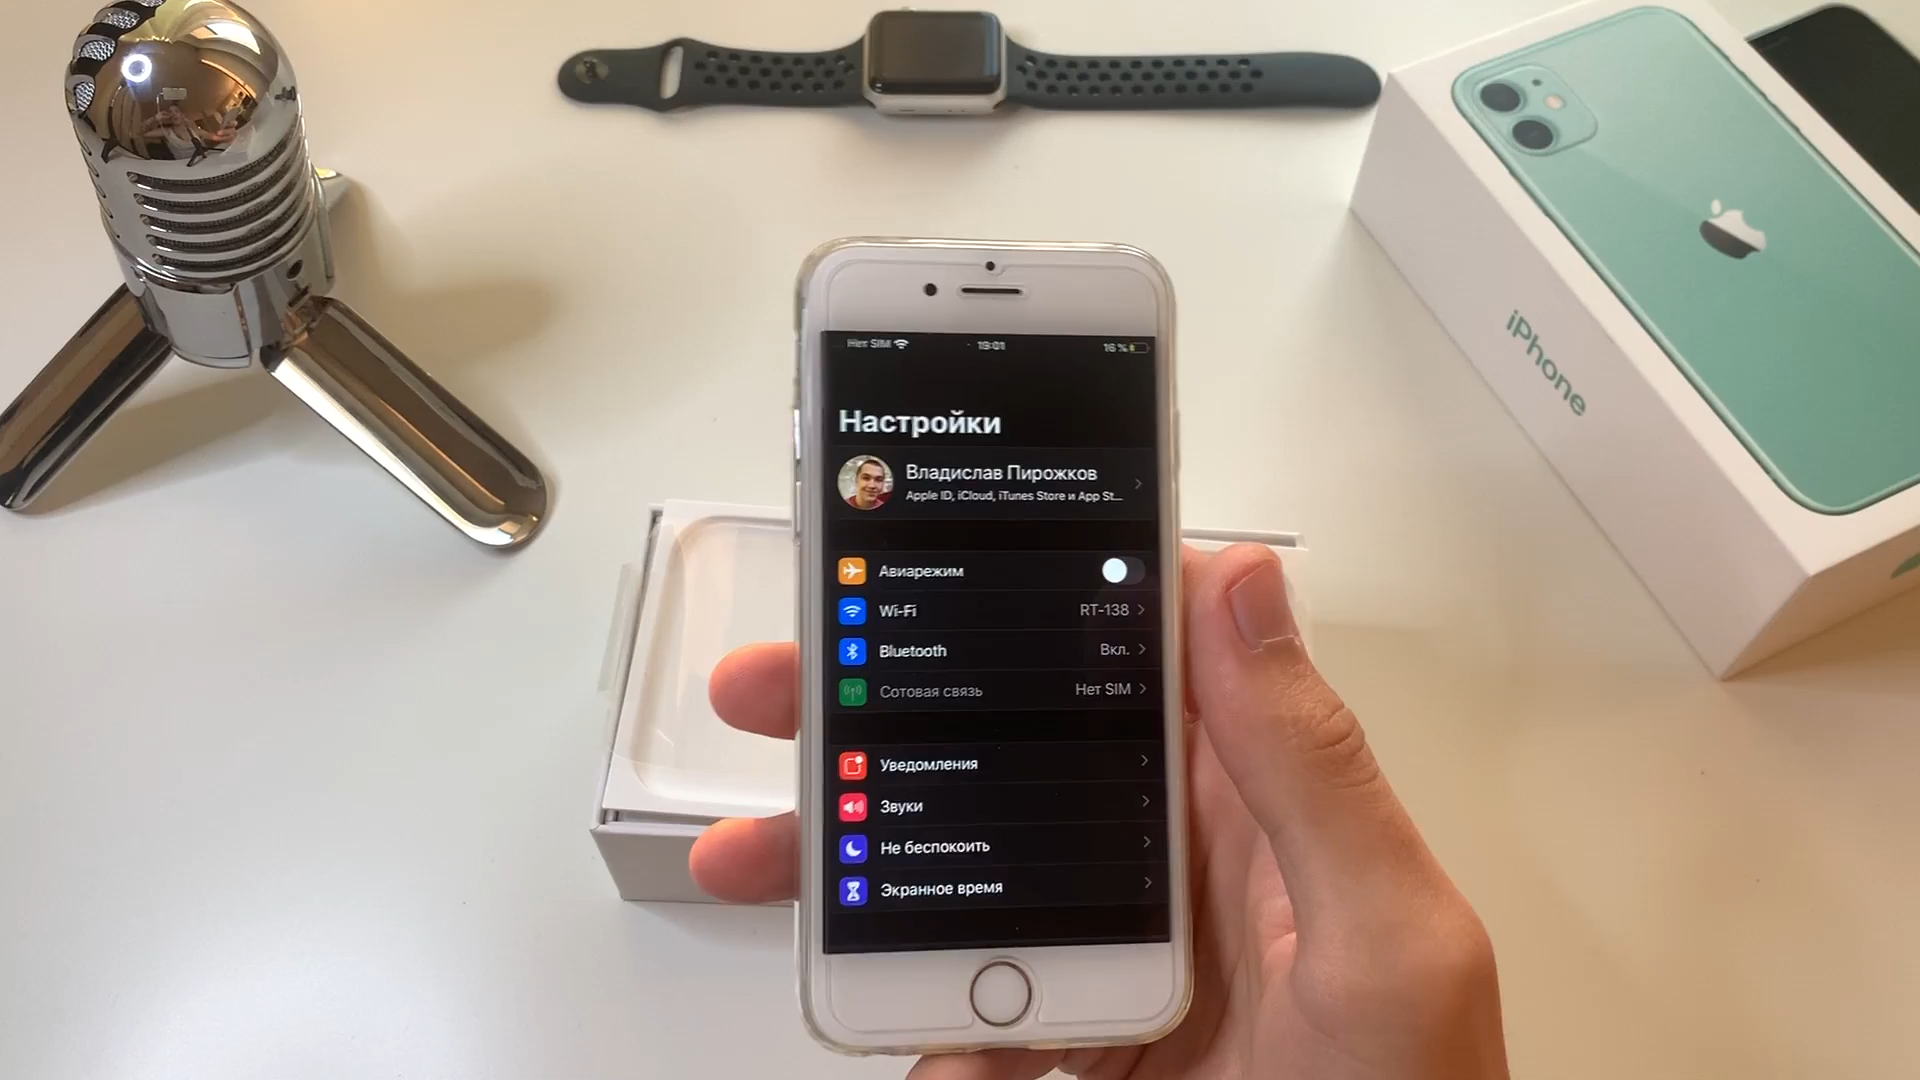 Нет SIM 19:01 16 %
Настройки
Владислав Пирожков
Apple ID, iCloud, iTunes Store и App St...
Авиарежим
Wi-Fi RT-138
Bluetooth Вкл.
Сотовая связь Нет SIM
Уведомления
Звуки
Не беспокоить
Экранное время
iPhone